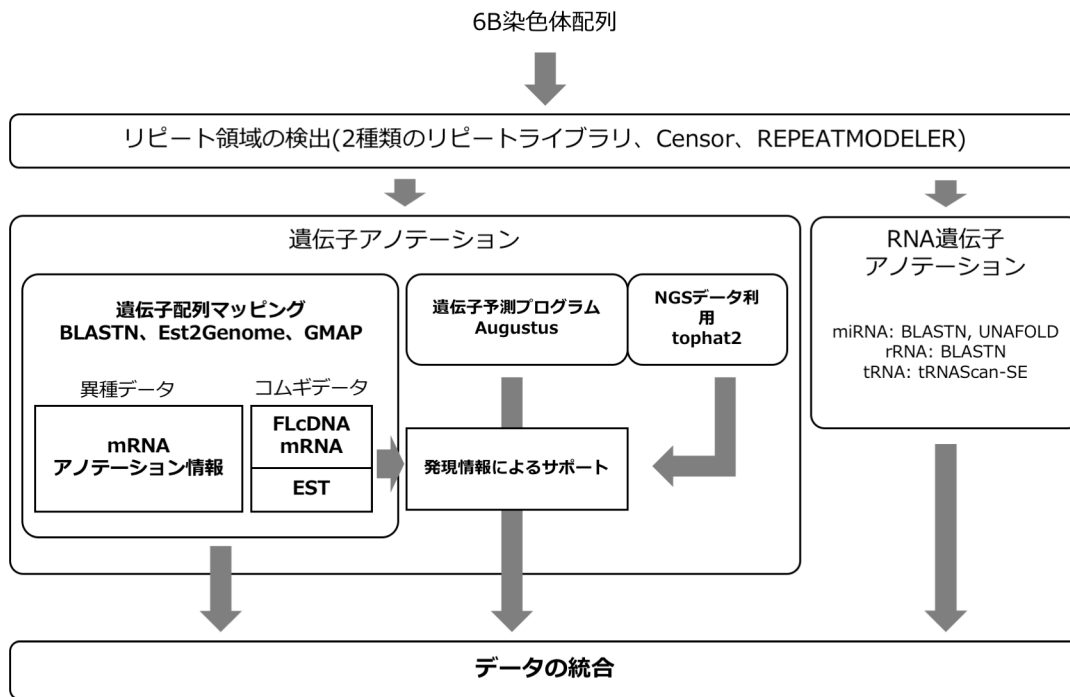 6B染色体配列
リピート領域の検出(2種類のリピートライブラリ、Censor、REPEATMODELER)
遺伝子アノテーション
遺伝子配列マッピング
BLASTN、Est2Genome、GMAP
異種データ
mRNA
アノテーション情報
コムギデータ
FLcDNA
mRNA
EST
遺伝子予測プログラム
Augustus
NGSデータ利
用
tophat2
発現情報によるサポート
RNA遺伝子
アノテーション
miRNA: BLASTN, UNAFOLD
rRNA: BLASTN
tRNA: tRNAScan-SE
データの統合